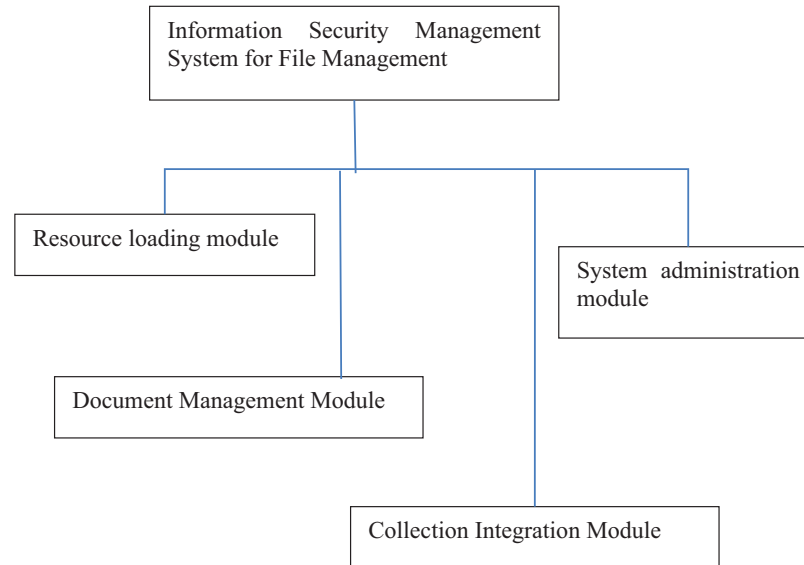 Information Security Management
System for File Management
Resource loading module
System administration
module
Document Management Module
Collection Integration Module